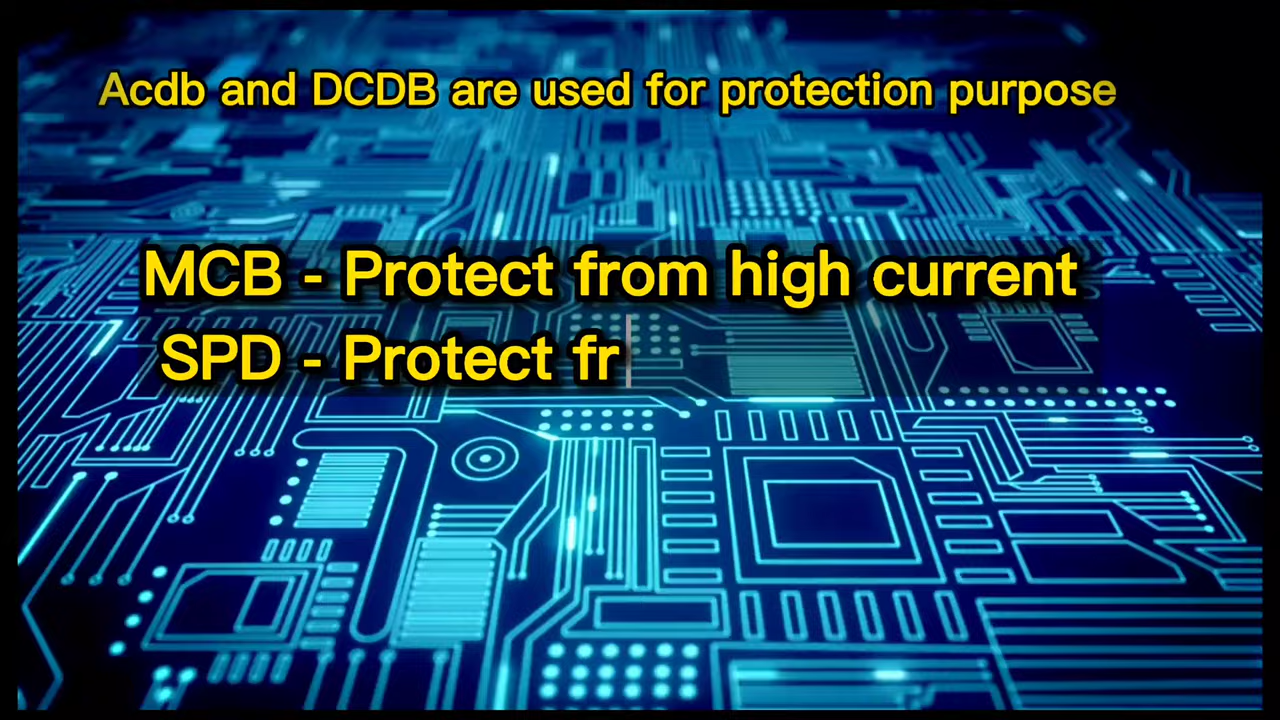 Acdb and DCDB are used for protection purpose
MCB - Protect from high current
SPD - Protect fr